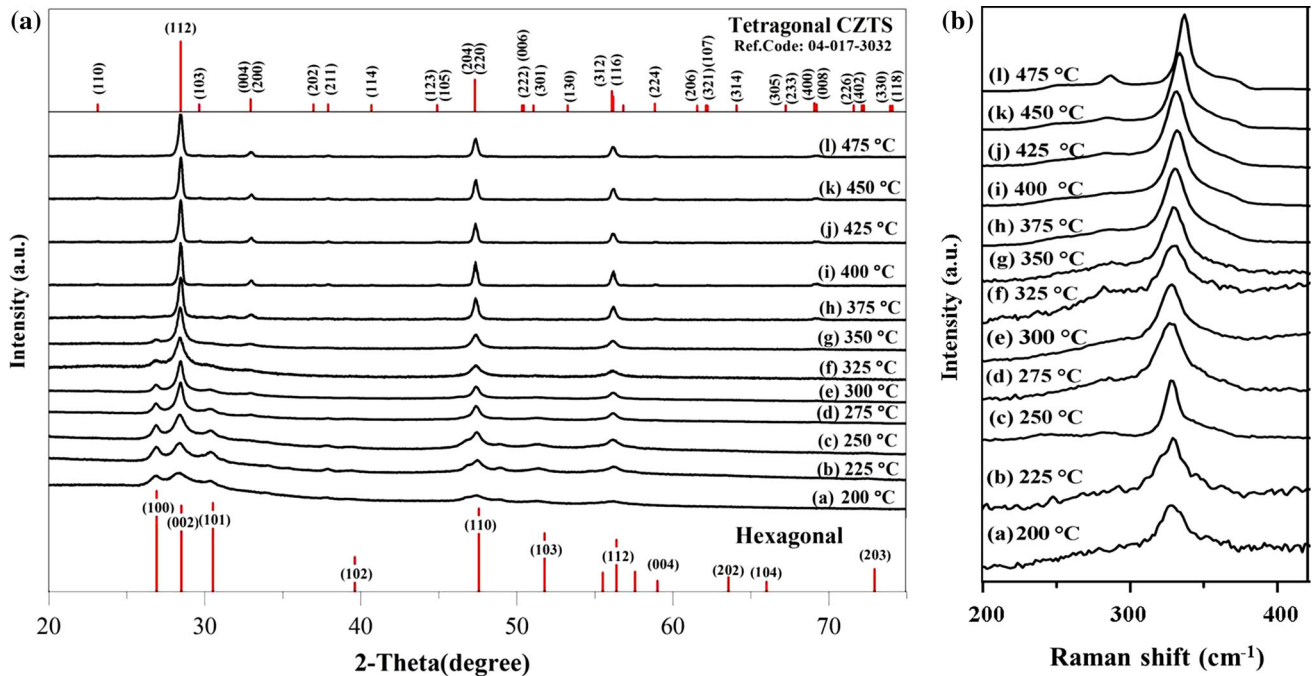 (a)
Tetragonal CZTS
Ref.Code: 04-017-3032
(110)
(112)
(103)
(004)
(200)
(202)
(211)
(114)
(123)
(105)
(204)
(220)
(222) (006)
(301)
(130)
(312)
(116)
(224)
(206)
(321) (107)
(314)
(305)
(233)
(400)
(008)
(226)
(402)
(330)
(118)
(l) 475 °C
(k) 450 °C
(j) 425 °C
(i) 400 °C
(h) 375 °C
(g) 350 °C
(f) 325 °C
(e) 300 °C
(d) 275 °C
(c) 250 °C
(b) 225 °C
(a) 200 °C
Hexagonal
(100)
(002)
(101)
(102)
(110)
(103)
(112)
(004)
(202)
(104)
(203)
Intensity (a.u.)
20 30 40 50 60 70
2-Theta(degree)
(b)
(l) 475 °C
(k) 450 °C
(j) 425 °C
(i) 400 °C
(h) 375 °C
(g) 350 °C
(f) 325 °C
(e) 300 °C
(d) 275 °C
(c) 250 °C
(b) 225 °C
(a) 200 °C
Intensity (a.u.)
200 300 400
Raman shift (cm-1)